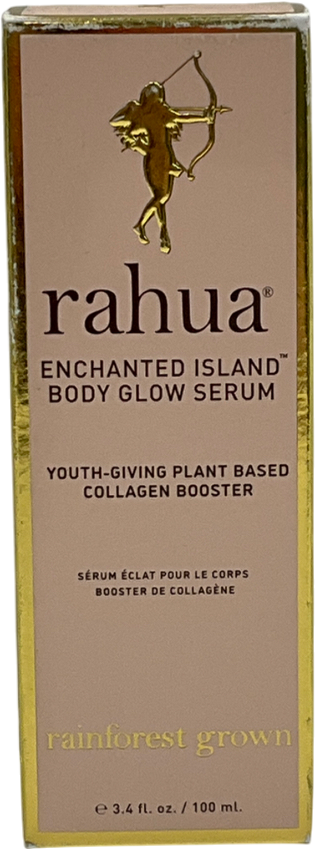 rahua®
ENCHANTED ISLAND™
BODY GLOW SERUM
YOUTH-GIVING PLANT BASED
COLLAGEN BOOSTER
SÉRUM ÉCLAT POUR LE CORPS
BOOSTER DE COLLAGÈNE
rainforest grown
℮ 3.4 fl. oz. / 100 ml.